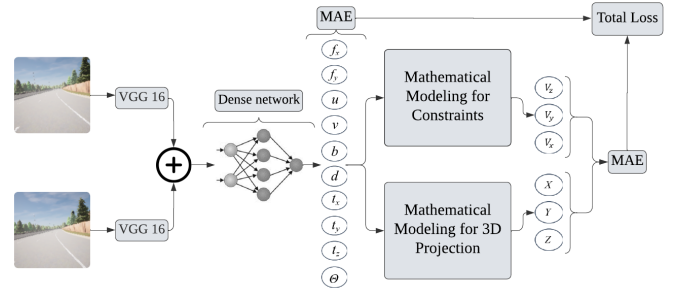 MAE
Total Loss
VGG 16
Dense network
VGG 16
fx
fy
u
v
b
d
tx
ty
tz
Θ
Mathematical
Modeling for
Constraints
Mathematical
Modeling for 3D
Projection
Vz
Vy
Vx
X
Y
Z
MAE